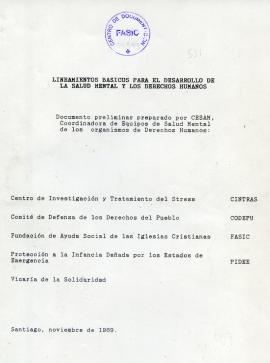 CENTRO DE DOCUMENTACION
FASIC
LINEAMIENTOS BASICOS PARA EL DESARROLLO DE
LA SALUD MENTAL Y LOS DERECHOS HUMANOS
Documento preliminar preparado por CESAM,
Coordinadora de Equipos de Salud Mental
de los organismos de Derechos Humanos:
Centro de Investigación y Tratamiento del Stress CINTRAS
Comité de Defensa de los Derechos del Pueblo CODEPU
Fundación de Ayuda Social de las Iglesias Cristianas FASIC
Protección a la Infancia Dañada por los Estados de
Emergencia PIDEE
Vicaría de la Solidaridad
Santiago, noviembre de 1989.